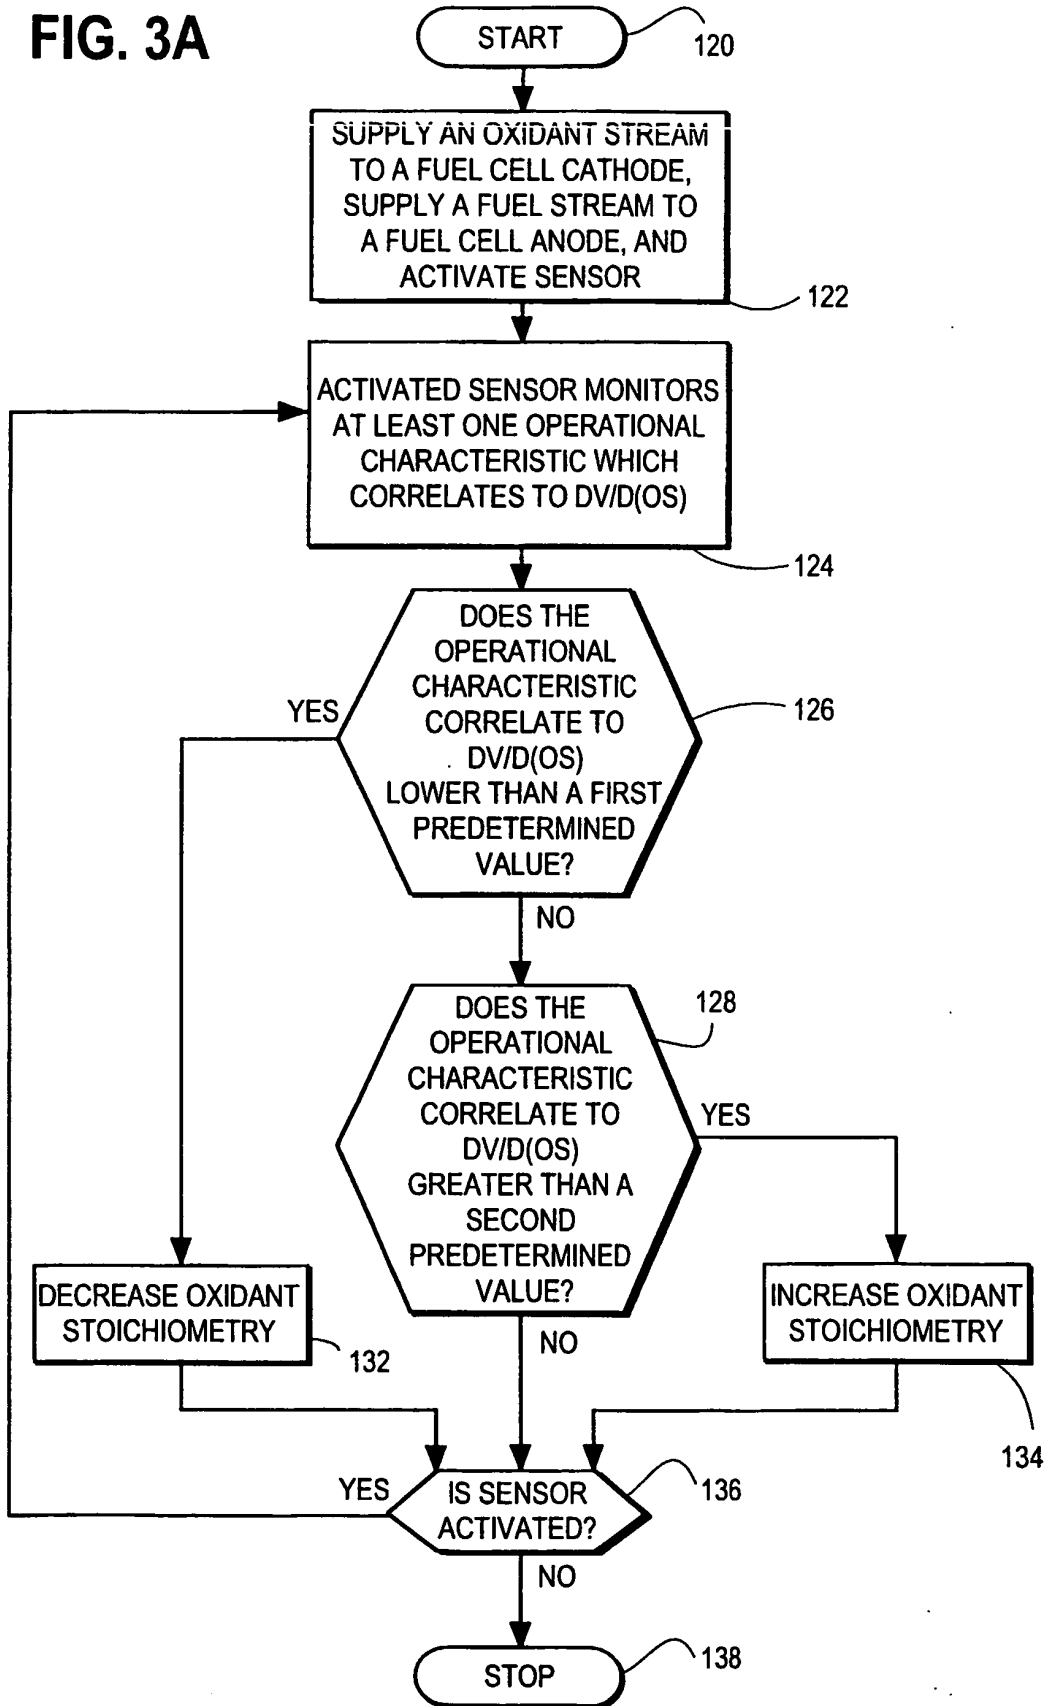 FIG. 3A
START
120
SUPPLY AN OXIDANT STREAM
TO A FUEL CELL CATHODE,
SUPPLY A FUEL STREAM TO
A FUEL CELL ANODE, AND
ACTIVATE SENSOR
122
ACTIVATED SENSOR MONITORS
AT LEAST ONE OPERATIONAL
CHARACTERISTIC WHICH
CORRELATES TO DV/D(OS)
124
DOES THE
OPERATIONAL
CHARACTERISTIC
CORRELATE TO
DV/D(OS)
LOWER THAN A FIRST
PREDETERMINED
VALUE?
YES
126
NO
DOES THE
OPERATIONAL
CHARACTERISTIC
CORRELATE TO
DV/D(OS)
GREATER THAN A
SECOND
PREDETERMINED
VALUE?
128
YES
NO
DECREASE OXIDANT
STOICHIOMETRY
132
INCREASE OXIDANT
STOICHIOMETRY
134
YES
IS SENSOR
ACTIVATED?
136
NO
STOP
138